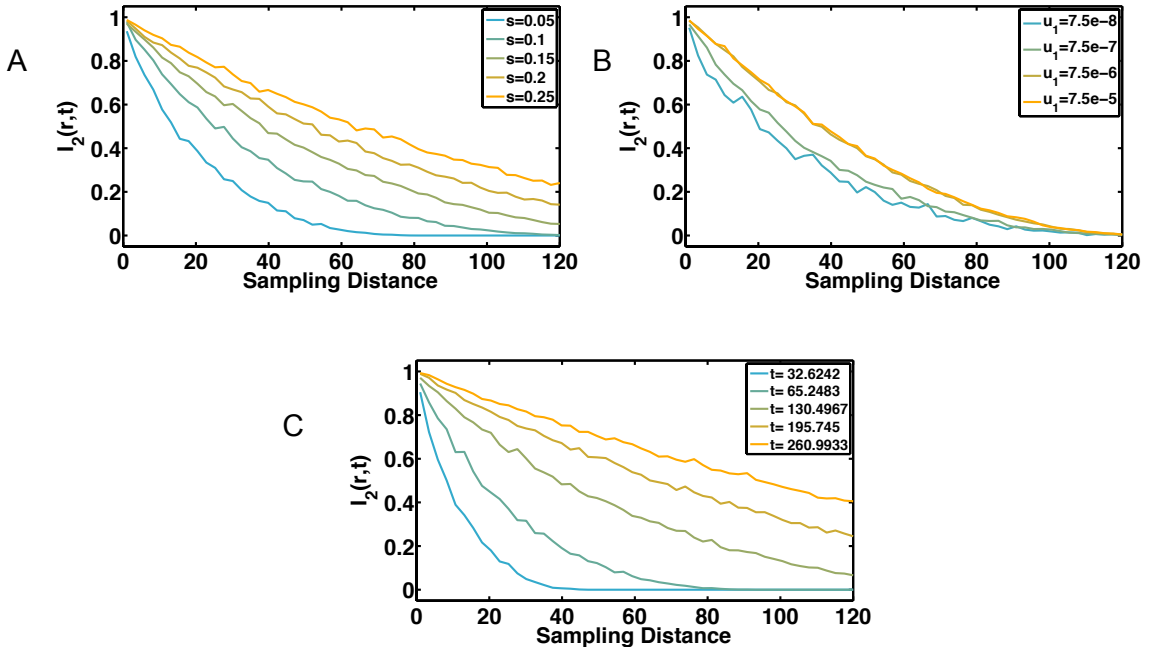 A
I₂(r,t)
1
0.8
0.6
0.4
0.2
0
0 20 40 60 80 100 120
Sampling Distance
s=0.05
s=0.1
s=0.15
s=0.2
s=0.25
B
I₂(r,t)
1
0.8
0.6
0.4
0.2
0
0 20 40 60 80 100 120
Sampling Distance
u₁=7.5e−8
u₁=7.5e−7
u₁=7.5e−6
u₁=7.5e−5
C
I₂(r,t)
1
0.8
0.6
0.4
0.2
0
0 20 40 60 80 100 120
Sampling Distance
t= 32.6242
t= 65.2483
t= 130.4967
t= 195.745
t= 260.9933